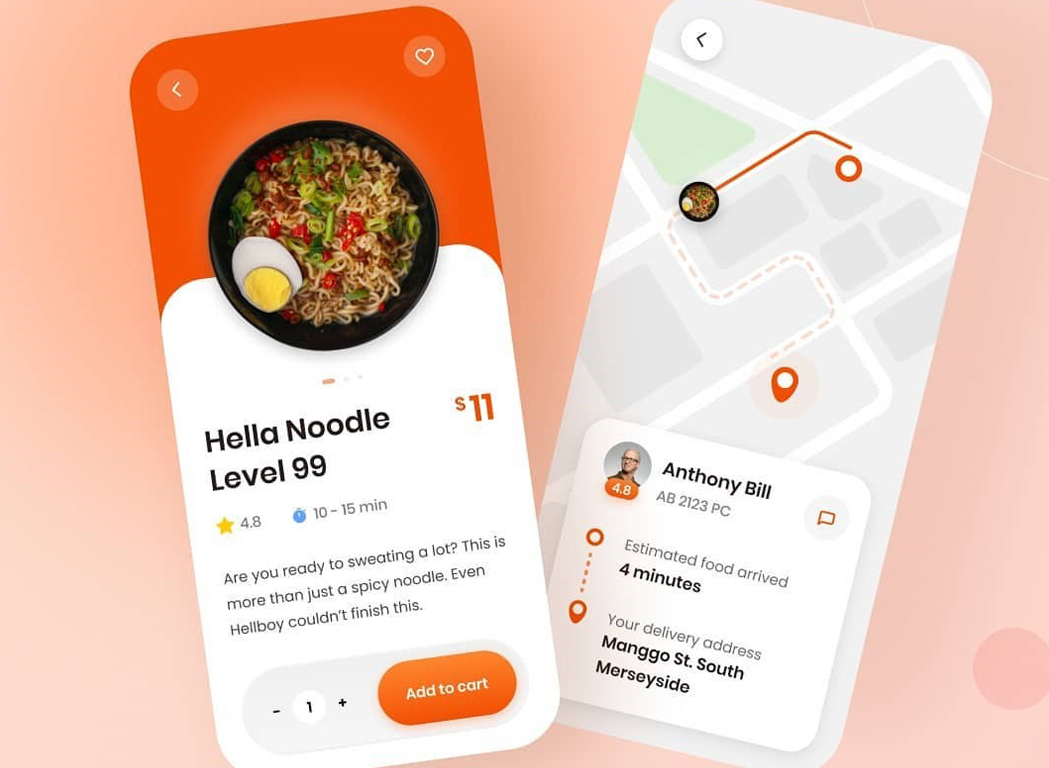 Hella Noodle
Level 99
$11
4.8
10 - 15 min
Are you ready to sweating a lot? This is
more than just a spicy noodle. Even
Hellboy couldn't finish this.
- 1 +
Add to cart
4.8
Anthony Bill
AB 2123 PC
Estimated food arrived
4 minutes
Your delivery address
Manggo St. South
Merseyside